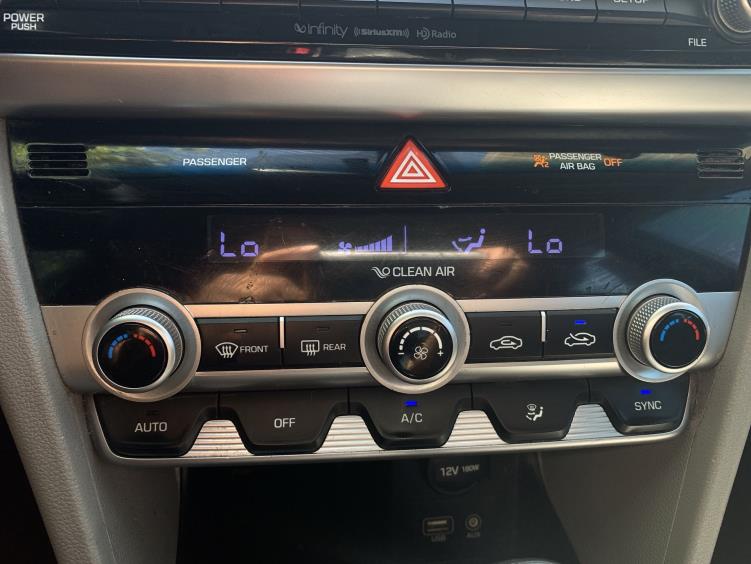 POWER
PUSH
infinity SiriusXM HD Radio
FILE
PASSENGER
PASSENGER
AIR BAG OFF
Lo Lo
CLEAN AIR
FRONT
REAR
AUTO
OFF
A/C
SYNC
12V 180W
USB
AUX